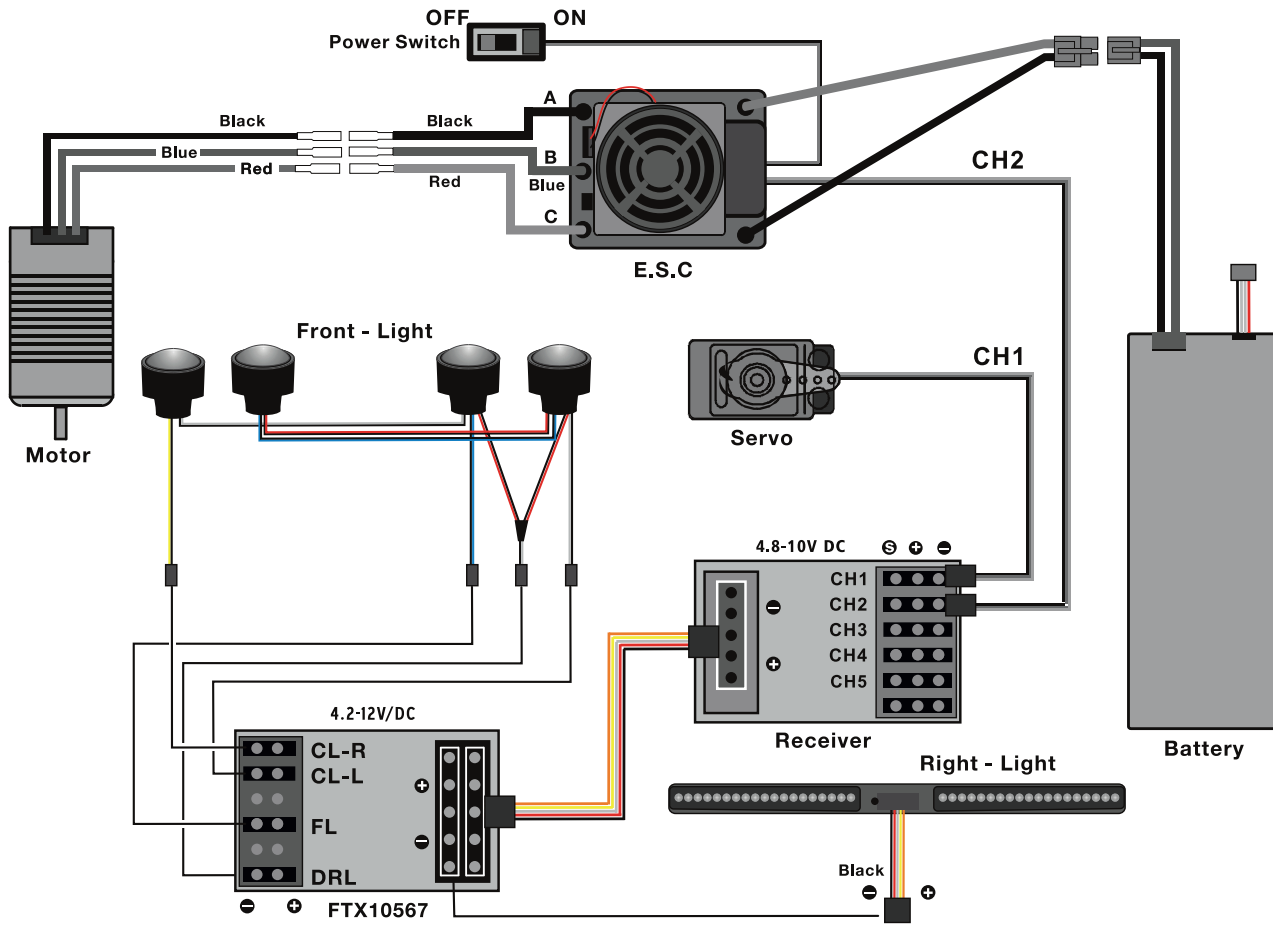 OFF ON
Power Switch
A
Black
Black
Blue
B
Blue
Red
Red
C
E.S.C
CH2
Front - Light
CH1
Motor
Servo
4.8-10V DC
S + -
CH1
CH2
CH3
CH4
CH5
-
+
Receiver
Battery
4.2-12V/DC
CL-R
CL-L
FL
DRL
+
-
- +
FTX10567
Right - Light
Black
- +